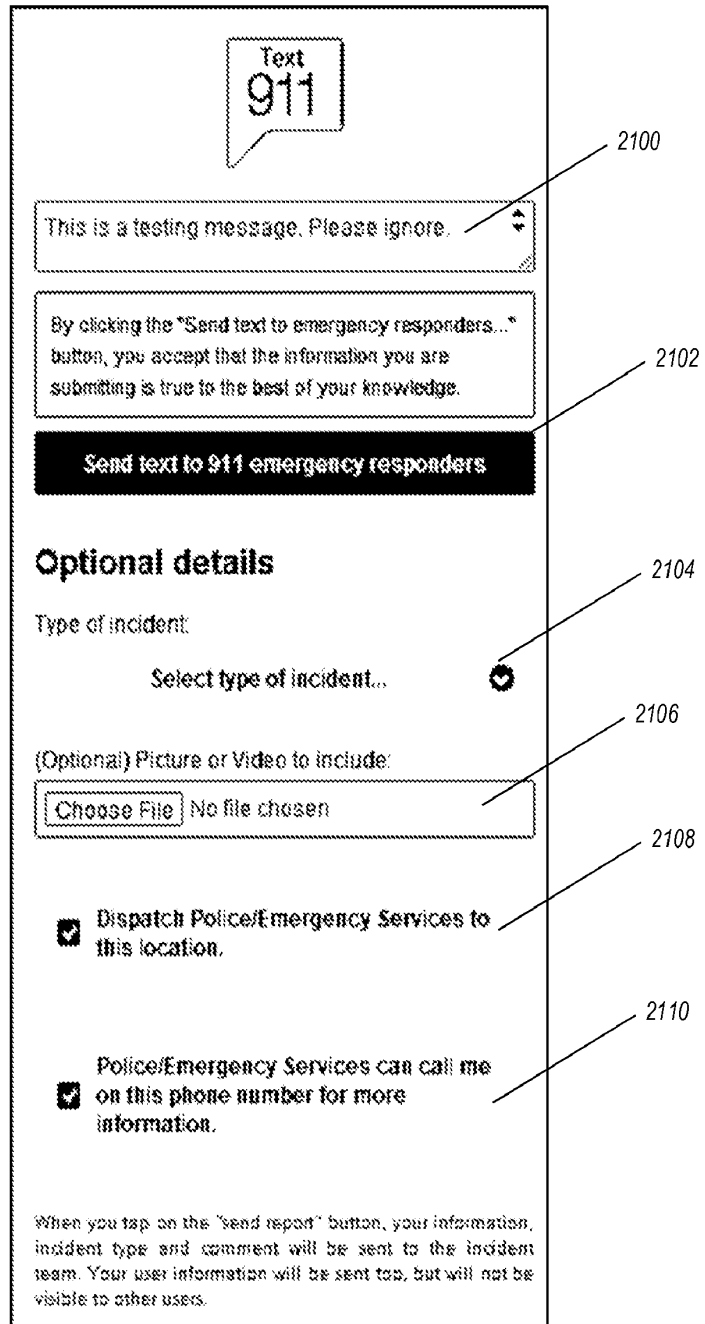 Text
911
2100
This is a testing message. Please ignore.
By clicking the "Send text to emergency responders..."
button, you accept that the information you are
submitting is true to the best of your knowledge.
2102
Send text to 911 emergency responders
Optional details
2104
Type of incident:
Select type of incident...
2106
(Optional) Picture or Video to include:
Choose File No file chosen
2108
Dispatch Police/Emergency Services to
this location.
2110
Police/Emergency Services can call me
on this phone number for more
information.
When you tap on the "send report" button, your information,
incident type and comment will be sent to the incident
team. Your user information will be sent too, but will not be
visible to other users.